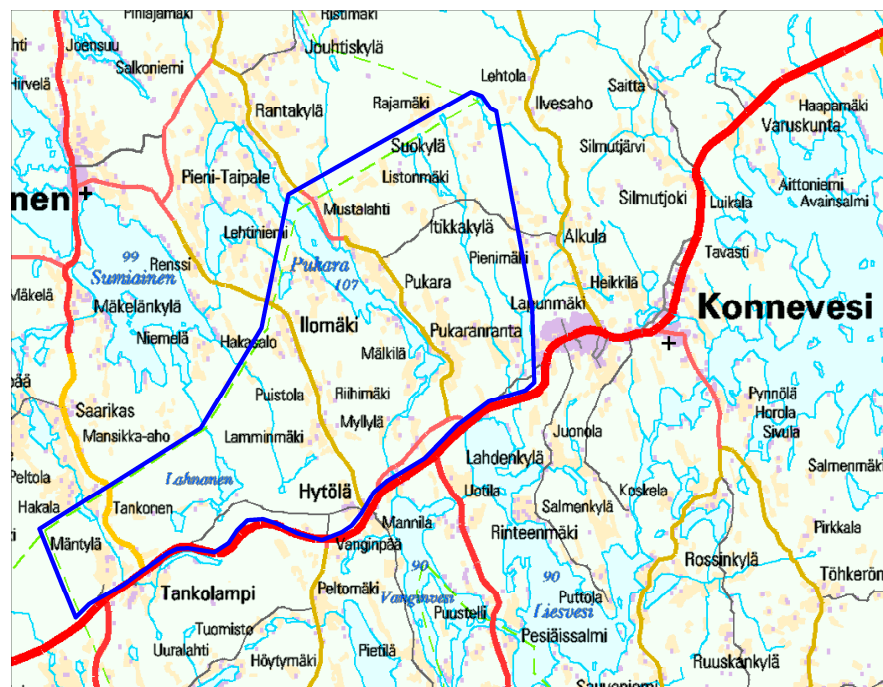 Pihlajamäki
Ristimäki
Joensuu
Jouhtiskylä
Salkoniemi
Lehtola
Hirvelä
Saitta
Rajamäki
Ilvesaho
Haapamäki
Rantakylä
Varuskunta
Suokylä
Silmutjärvi
Pieni-Taipale
Listonmäki
Aittoniemi
nen
Silmutjoki
Luikala
Avainsalmi
Mustalahti
Itikkakylä
Lehtiniemi
Alkula
Tavasti
99
Sumiainen
Renssi
Pukara
107
Pienimäki
Pukara
Heikkilä
Mäkelä
Mäkelänkylä
Lapunmäki
Konnevesi
Ilomäki
Pukaranranta
Niemelä
Hakasalo
Mälkilä
Puistola
Riihimäki
Pynnölä
Saarikas
Horola
Myllylä
Mansikka-aho
Lamminmäki
Juonola
Sivula
Lahdenkylä
Salmenmäki
Peltola
Lahnanen
Hytölä
Uotila
Koskela
Hakala
Tankonen
Salmenkylä
Mannila
Pirkkala
Mäntylä
Rinteenmäki
Vanginpää
Rossinkylä
90
90
Töhkerön
Tankolampi
Peltomäki
Vanginvesi
Puttola
Puustelli
Liesvesi
Tuomisto
Pesiäissalmi
Uuralahti
Höytymäki
Pietilä
Ruuskankylä